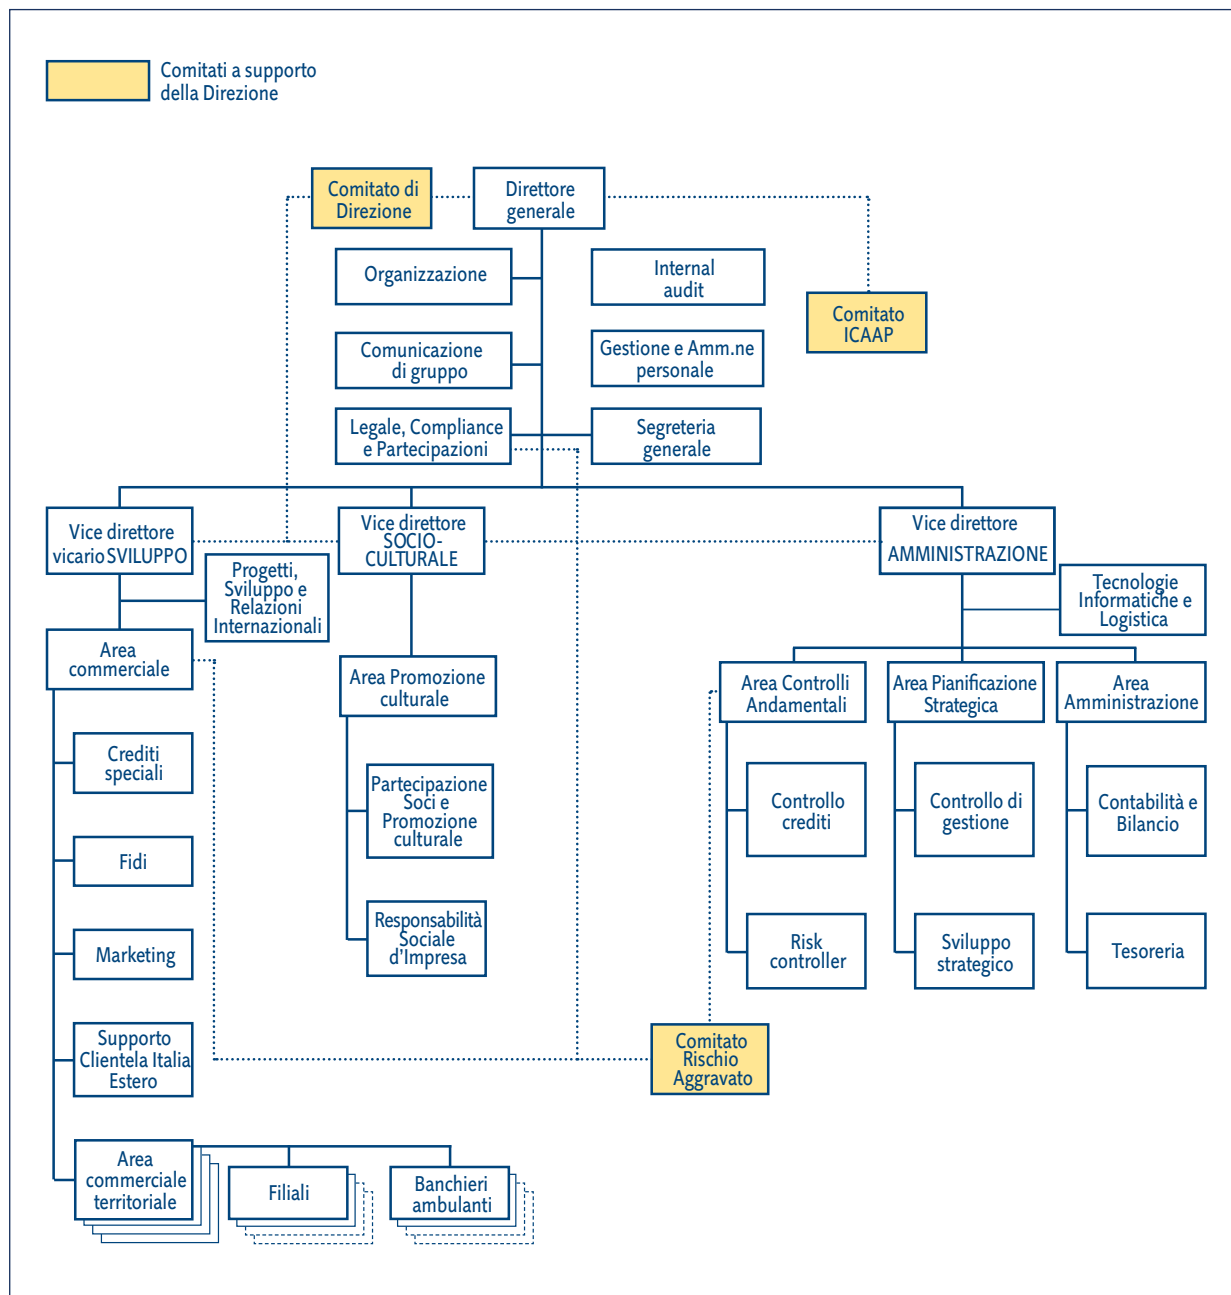 Comitati a supporto
della Direzione
Comitato di
Direzione
Direttore
generale
Organizzazione
Internal
audit
Comitato
ICAAP
Comunicazione
di gruppo
Gestione e Amm.ne
personale
Legale, Compliance
e Partecipazioni
Segreteria
generale
Vice direttore
vicario SVILUPPO
Vice direttore
SOCIO-
CULTURALE
Vice direttore
AMMINISTRAZIONE
Progetti,
Sviluppo e
Relazioni
Internazionali
Tecnologie
Informatiche e
Logistica
Area
commerciale
Area Promozione
culturale
Area Controlli
Andamentali
Area Pianificazione
Strategica
Area
Amministrazione
Crediti
speciali
Partecipazione
Soci e
Promozione
culturale
Controllo
crediti
Controllo di
gestione
Contabilità e
Bilancio
Fidi
Responsabilità
Sociale
d'Impresa
Marketing
Risk
controller
Sviluppo
strategico
Tesoreria
Supporto
Clientela Italia
Estero
Comitato
Rischio
Aggravato
Area
commerciale
territoriale
Filiali
Banchieri
ambulanti